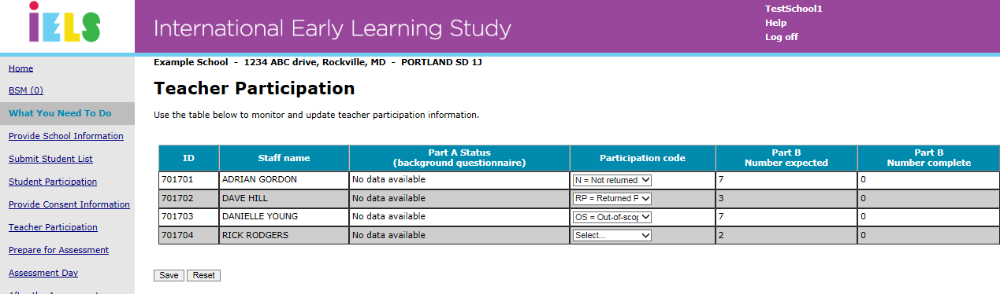 iELS
International Early Learning Study
TestSchool1
Help
Log off
Home
BSM (0)
What You Need To Do
Provide School Information
Submit Student List
Student Participation
Provide Consent Information
Teacher Participation
Prepare for Assessment
Assessment Day
Example School - 1234 ABC drive, Rockville, MD - PORTLAND SD 1J
Teacher Participation
Use the table below to monitor and update teacher participation information.
ID Staff name Part A Status (background questionnaire) Participation code Part B Number expected Part B Number complete
701701 ADRIAN GORDON No data available N = Not returned 7 0
701702 DAVE HILL No data available RP = Returned P 3 0
701703 DANIELLE YOUNG No data available OS = Out-of-scop 7 0
701704 RICK RODGERS No data available Select... 2 0
Save Reset